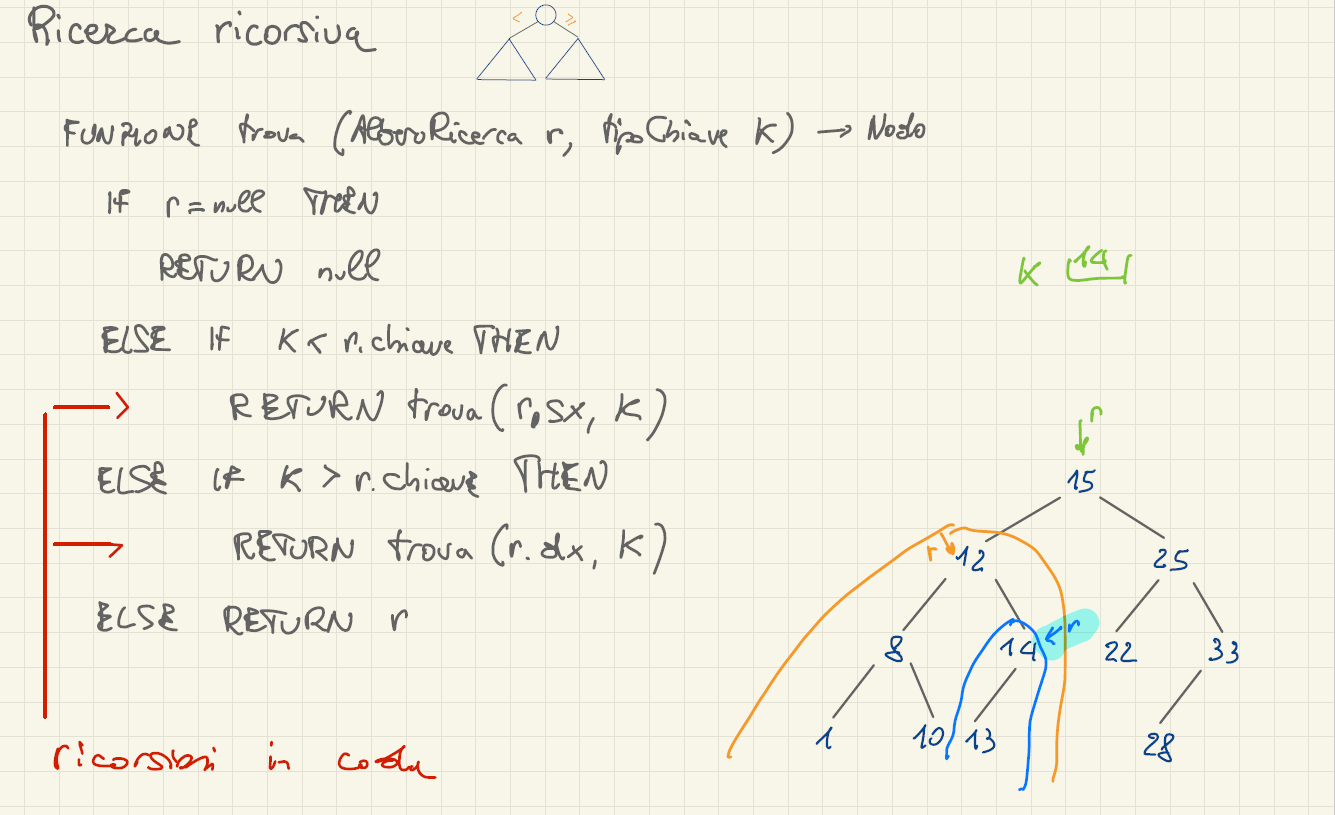 Ricerca ricorsiva
< ≥
FUNZIONE trova (AlberoRicerca r, tipoChiave K) → Nodo
IF r = null THEN
RETURN null
K 14
ELSE IF K < r.chiave THEN
RETURN trova (r.sx, K)
r
ELSE IF K > r.chiave THEN
15
RETURN trova (r.dx, K)
r 12 25
ELSE RETURN r
8 14 ← r 22 33
1 10 13 28
ricorsioni in coda